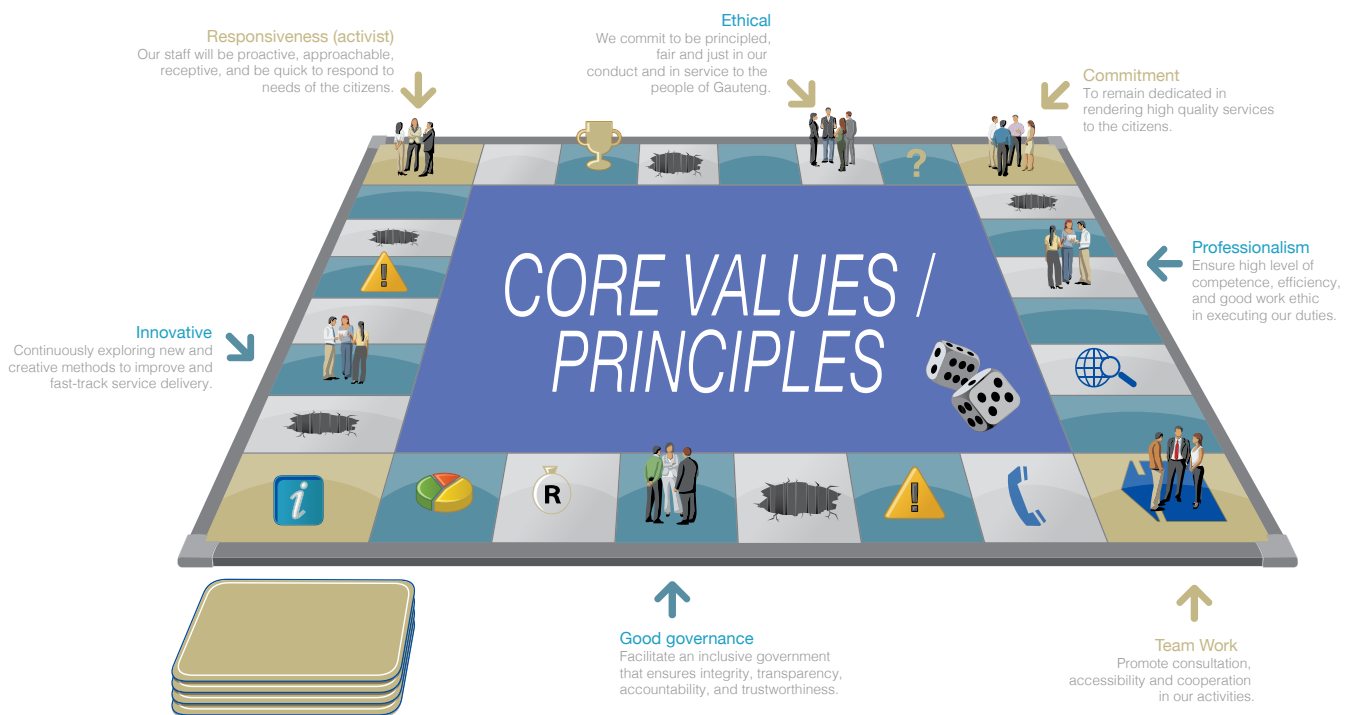 Responsiveness (activist)
Our staff will be proactive, approachable,
receptive, and be quick to respond to
needs of the citizens.
Ethical
We commit to be principled,
fair and just in our
conduct and in service to the
people of Gauteng.
Commitment
To remain dedicated in
rendering high quality services
to the citizens.
?
!
Innovative
Continuously exploring new and
creative methods to improve and
fast-track service delivery.
CORE VALUES /
PRINCIPLES
Professionalism
Ensure high level of
competence, efficiency,
and good work ethic
in executing our duties.
i
R
!
Good governance
Facilitate an inclusive government
that ensures integrity, transparency,
accountability, and trustworthiness.
Team Work
Promote consultation,
accessibility and cooperation
in our activities.